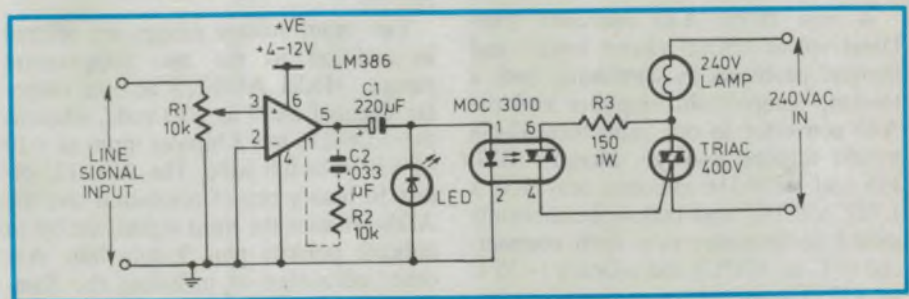 +VE
+4-12V
LM386
R1
10k
LINE
SIGNAL
INPUT
3
2
+
-
6
4
5
1
C1
220µF
+
C2
·033
µF
R2
10k
LED
MOC 3010
1
2
6
4
R3
150
1W
240V
LAMP
TRIAC
400V
240VAC
IN